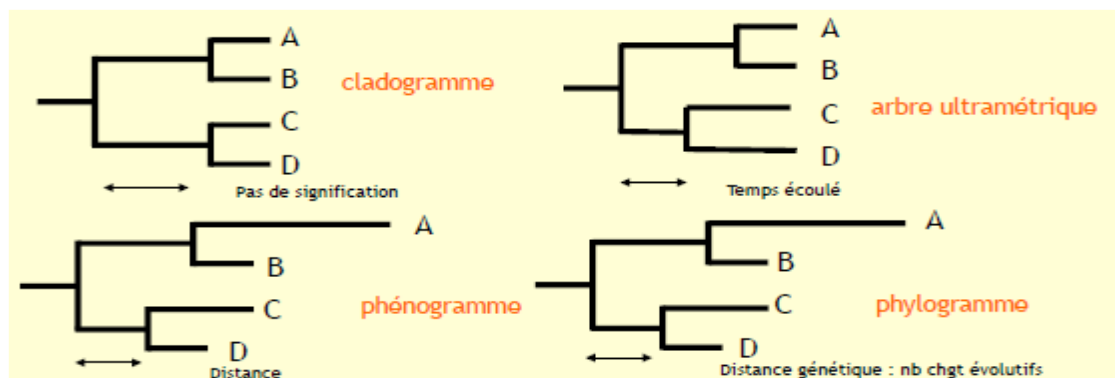 A
B
cladogramme
C
D
Pas de signification
A
B
C
arbre ultramétrique
D
Temps écoulé
A
B
phénogramme
C
D
Distance
A
B
phylogramme
C
D
Distance génétique : nb chgt évolutifs